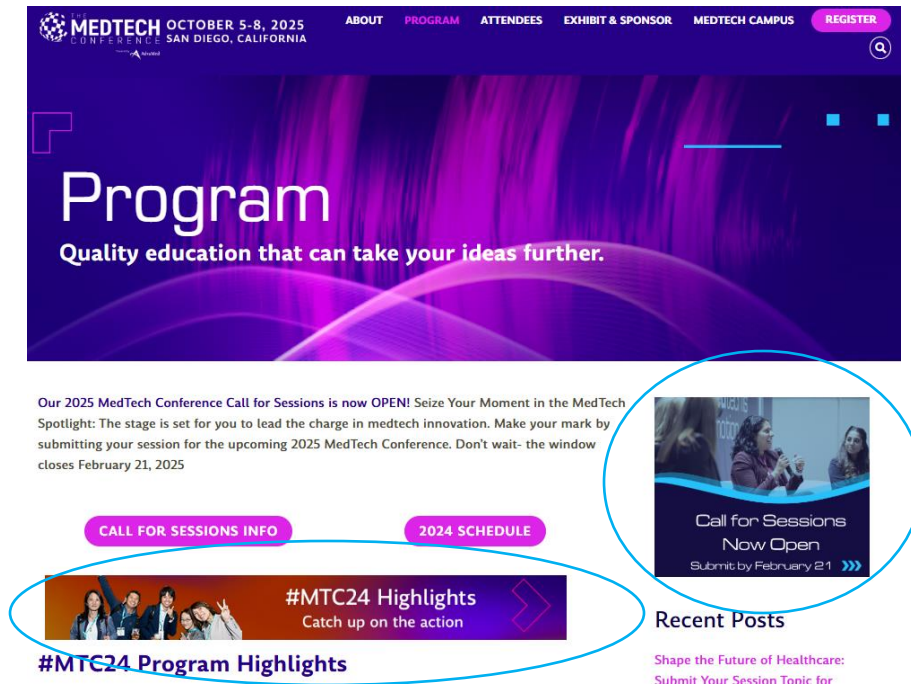 THE
MEDTECH
CONFERENCE
AdvaMed
OCTOBER 5-8, 2025
SAN DIEGO, CALIFORNIA
ABOUT PROGRAM ATTENDEES EXHIBIT & SPONSOR MEDTECH CAMPUS REGISTER
Program
Quality education that can take your ideas further.
Our 2025 MedTech Conference Call for Sessions is now OPEN! Seize Your Moment in the MedTech
Spotlight: The stage is set for you to lead the charge in medtech innovation. Make your mark by
submitting your session for the upcoming 2025 MedTech Conference. Don't wait- the window
closes February 21, 2025
CALL FOR SESSIONS INFO 2024 SCHEDULE
#MTC24 Highlights
Catch up on the action
#MTC24 Program Highlights
Call for Sessions
Now Open
Submit by February 21
Recent Posts
Shape the Future of Healthcare:
Submit Your Session Topic for